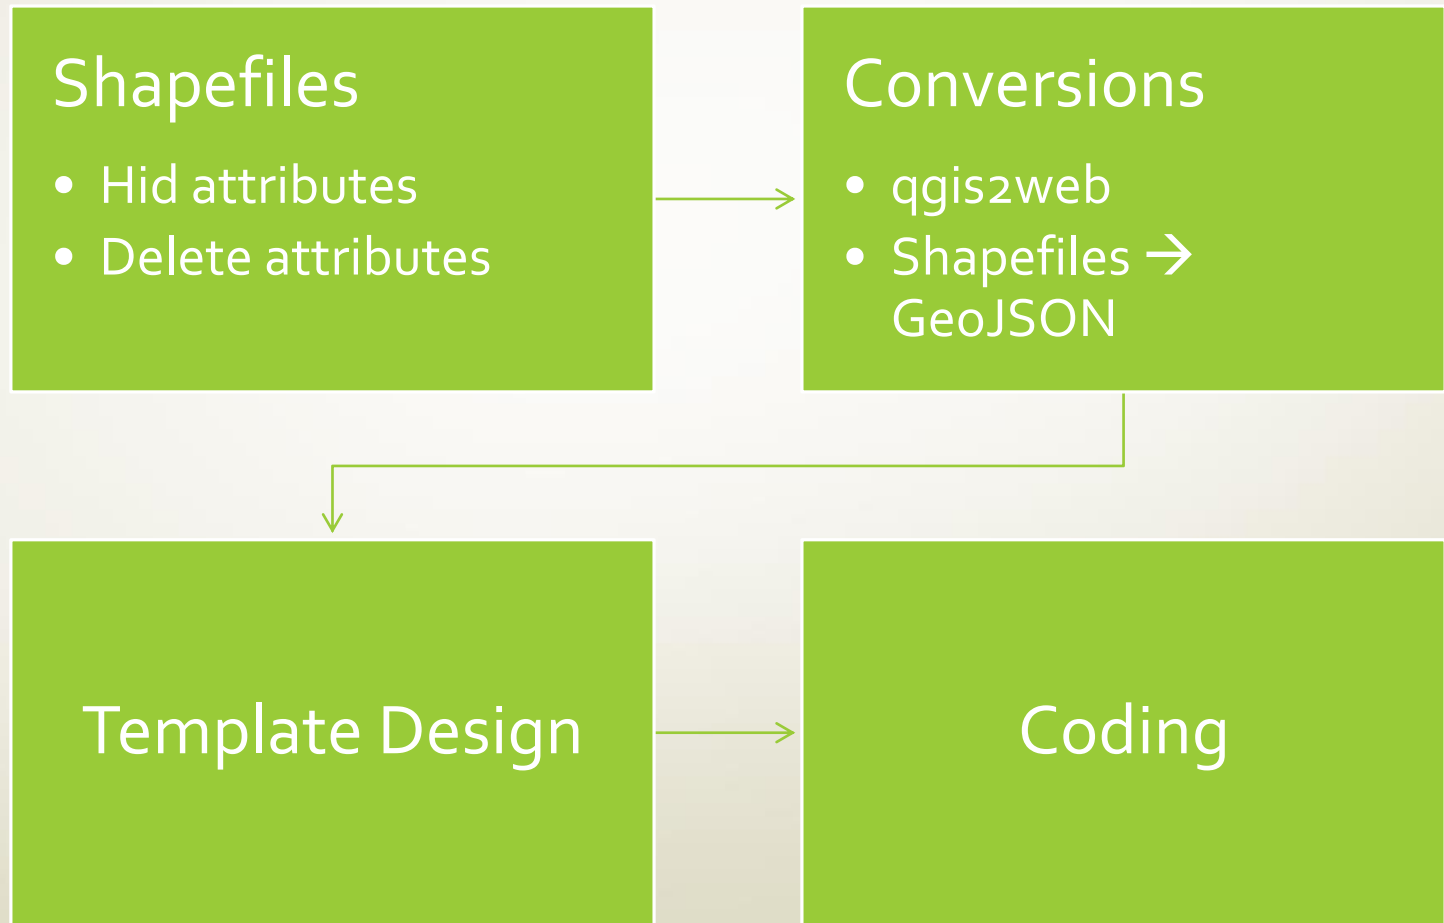 Shapefiles
• Hid attributes
• Delete attributes
Conversions
• qgis2web
• Shapefiles →
GeoJSON
Template Design
Coding